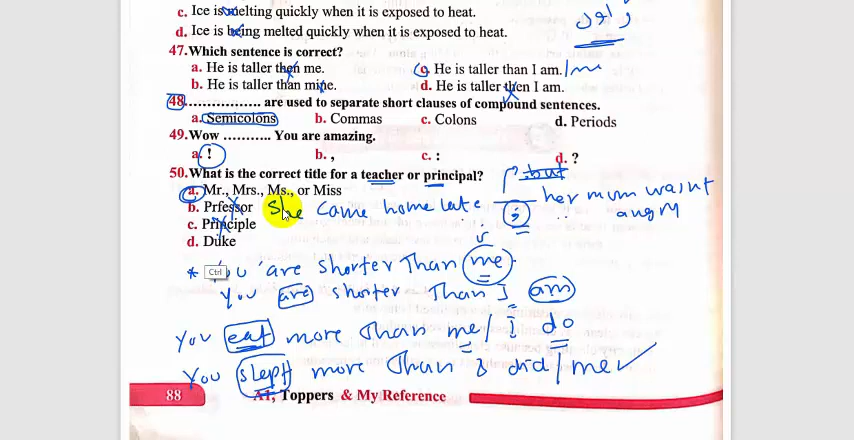 c. Ice is melting quickly when it is exposed to heat.
d. Ice is being melted quickly when it is exposed to heat.
زاون
47. Which sentence is correct?
a. He is taller then me.
c. He is taller than I am. / me
b. He is taller than mine.
d. He is taller then I am.
48. ................ are used to separate short clauses of compound sentences.
a. Semicolons b. Commas c. Colons d. Periods
49. Wow ........... You are amazing.
a. ! b. , c. : d. ?
50. What is the correct title for a teacher or principal?
a. Mr., Mrs., Ms., or Miss
b. Prfessor
c. Principle
d. Duke
but
She came home late ; her mum wasn't angry
* You are shorter Than me.
Ctrl
You are shorter Than I am
You eat more Than me / I do
You slept more Than I did / me
88
A1, Toppers & My Reference